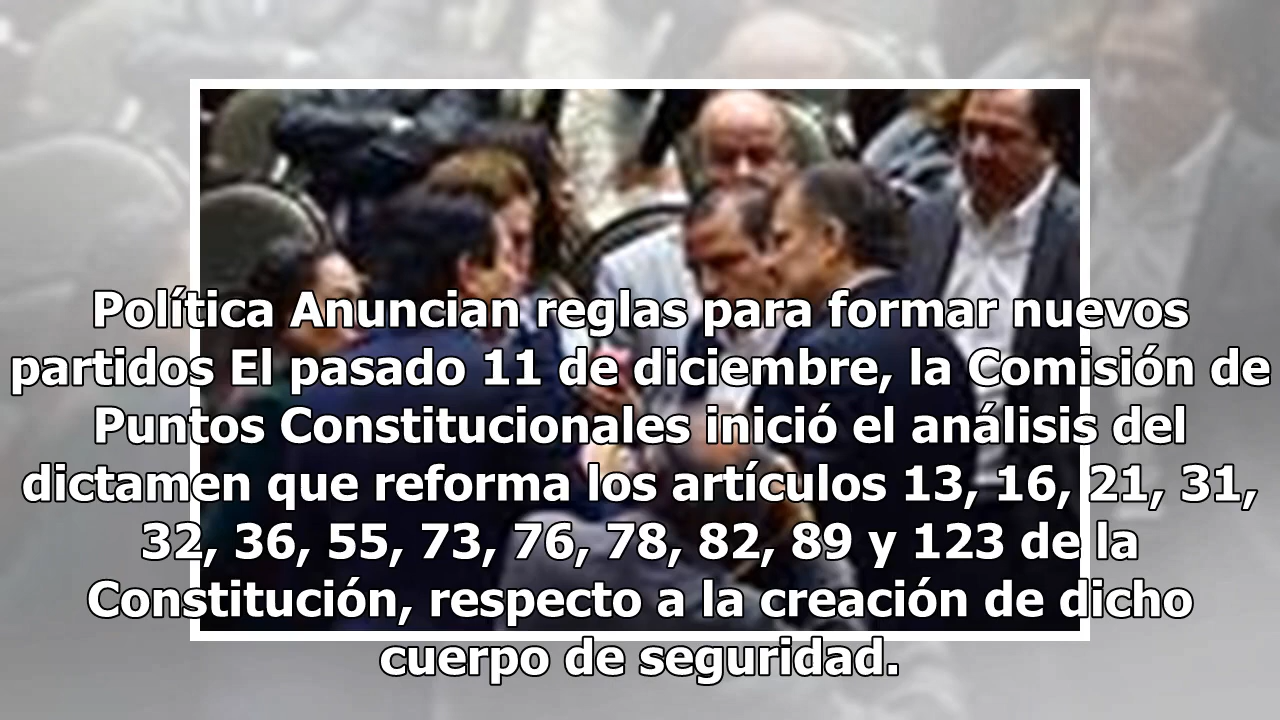 Política Anuncian reglas para formar nuevos
partidos El pasado 11 de diciembre, la Comisión de
Puntos Constitucionales inició el análisis del
dictamen que reforma los artículos 13, 16, 21, 31,
32, 36, 55, 73, 76, 78, 82, 89 y 123 de la
Constitución, respecto a la creación de dicho
cuerpo de seguridad.